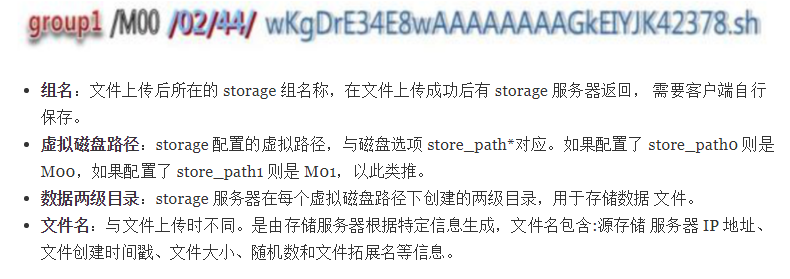 group1 /M00 /02/44/ wKgDrE34E8wAAAAAAAAGkEIYJK42378.sh
• 组名：文件上传后所在的 storage 组名称，在文件上传成功后有 storage 服务器返回， 需要客户端自行
保存。
• 虚拟磁盘路径：storage 配置的虚拟路径，与磁盘选项 store_path*对应。如果配置了 store_path0 则是
M00，如果配置了 store_path1 则是 M01，以此类推。
• 数据两级目录：storage 服务器在每个虚拟磁盘路径下创建的两级目录，用于存储数据 文件。
• 文件名：与文件上传时不同。是由存储服务器根据特定信息生成，文件名包含:源存储 服务器 IP 地址、
文件创建时间戳、文件大小、随机数和文件拓展名等信息。